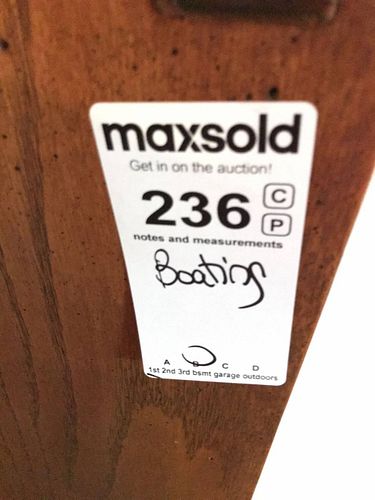 maxsold
Get in on the auction!
236 C
P
notes and measurements
Boating
A B C D
1st 2nd 3rd bsmt garage outdoors